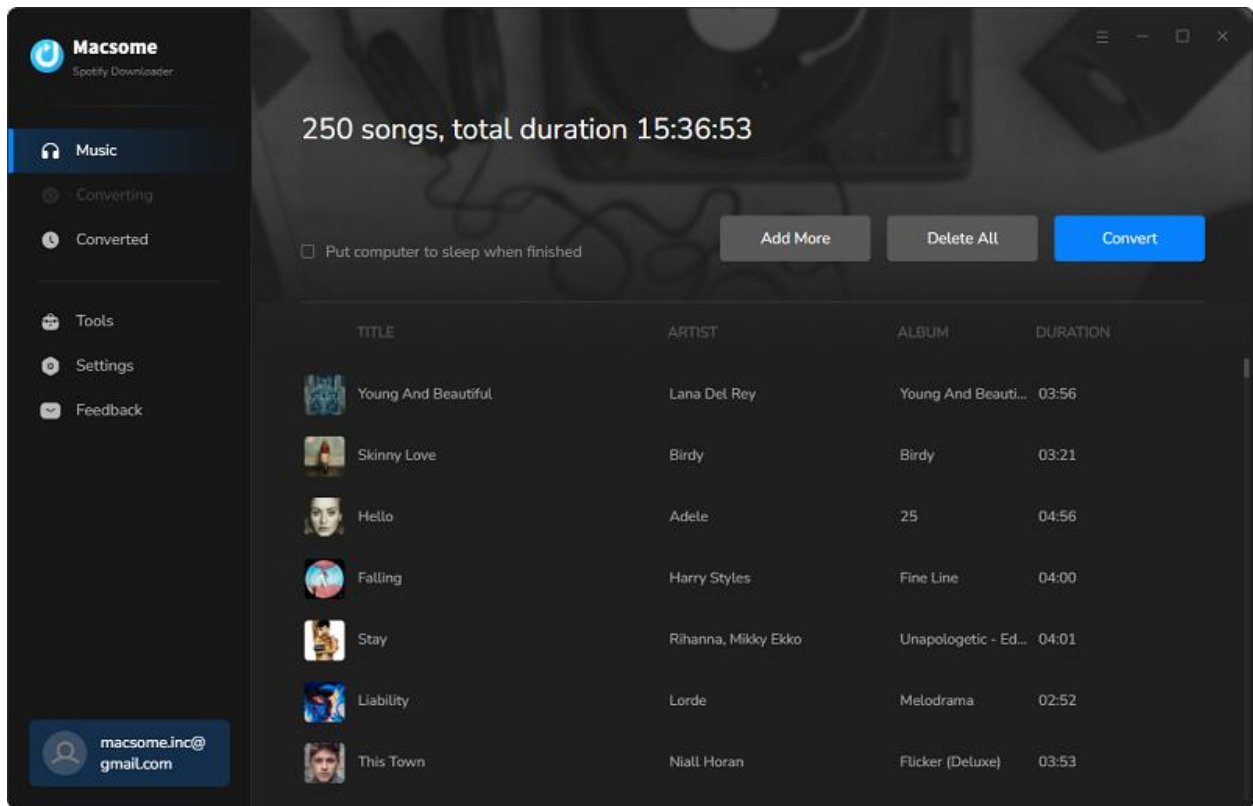 Macsome
Spotify Downloader
Music
Converting
Converted
Tools
Settings
Feedback
macsome.inc@
gmail.com
250 songs, total duration 15:36:53
Put computer to sleep when finished
Add More
Delete All
Convert
TITLE ARTIST ALBUM DURATION
Young And Beautiful Lana Del Rey Young And Beauti... 03:56
Skinny Love Birdy Birdy 03:21
Hello Adele 25 04:56
Falling Harry Styles Fine Line 04:00
Stay Rihanna, Mikky Ekko Unapologetic - Ed... 04:01
Liability Lorde Melodrama 02:52
This Town Niall Horan Flicker (Deluxe) 03:53